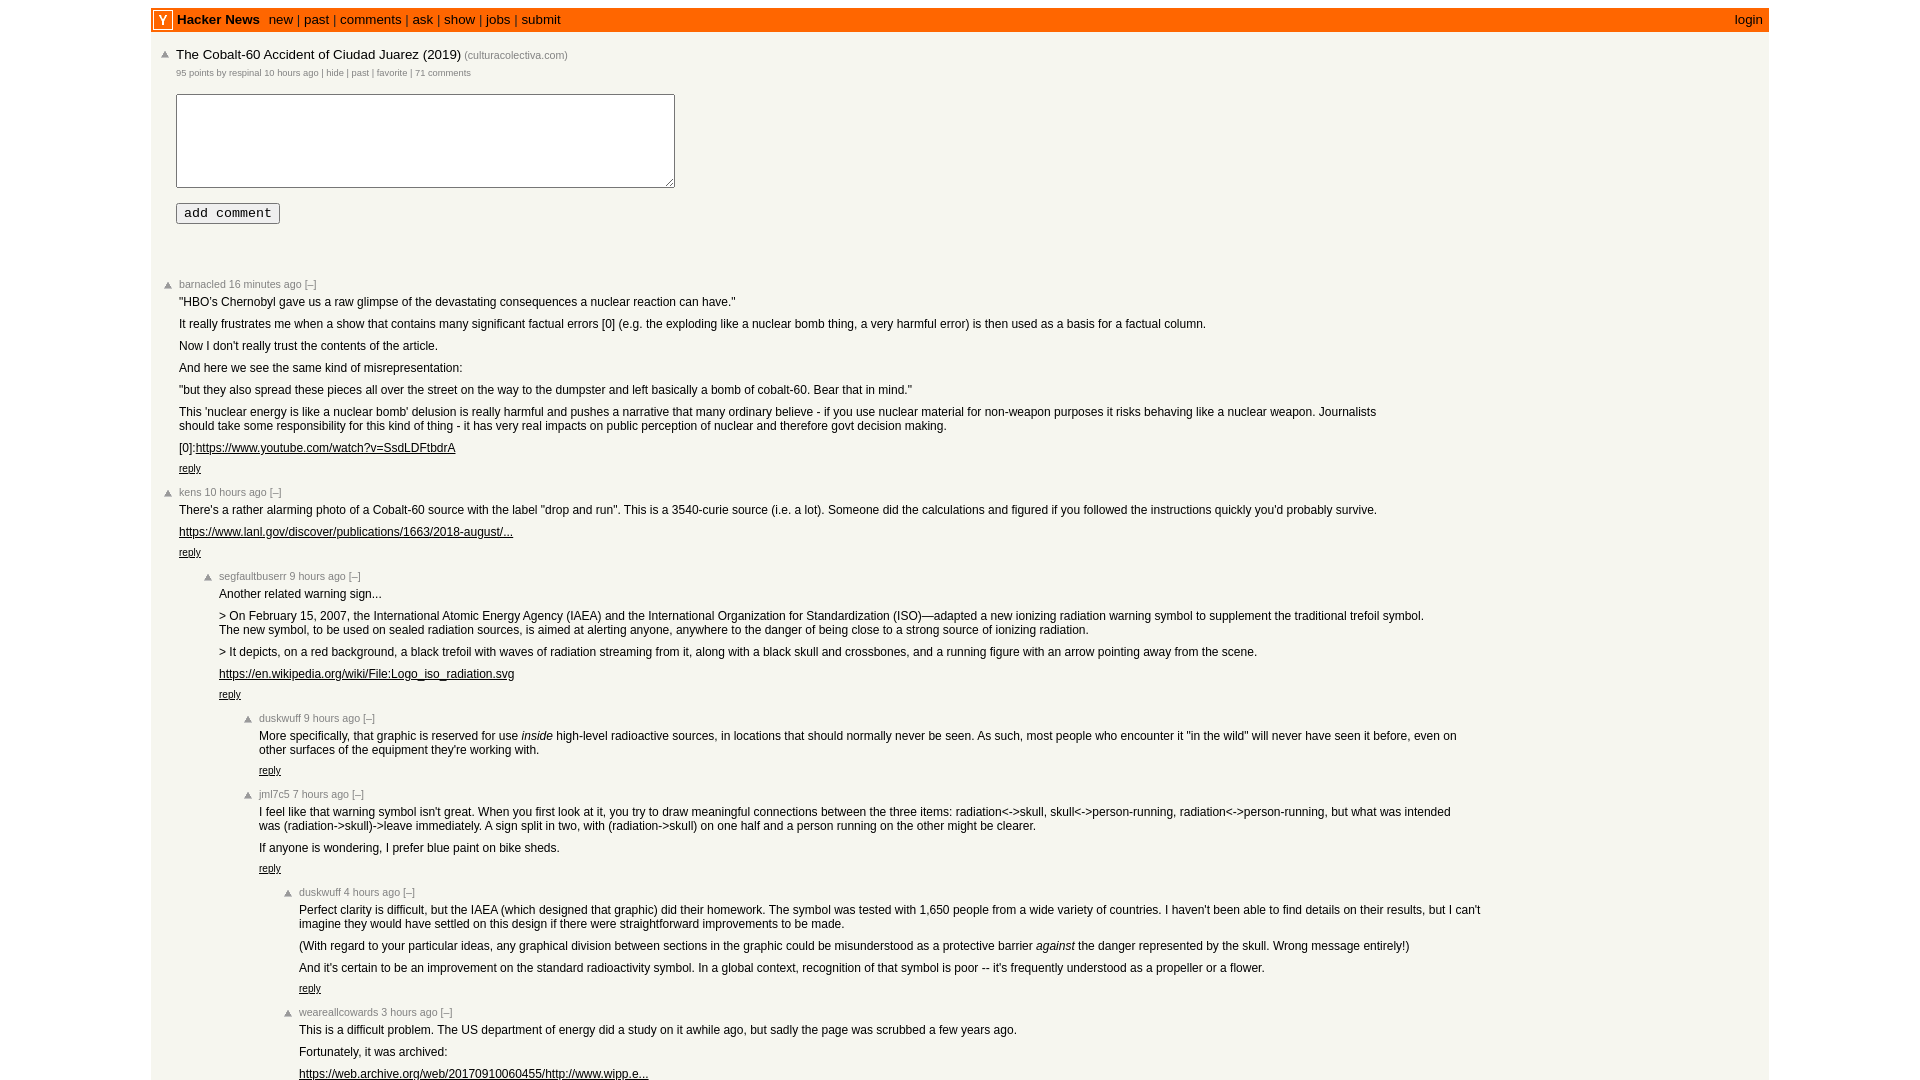 Y Hacker News new | past | comments | ask | show | jobs | submit login
The Cobalt-60 Accident of Ciudad Juarez (2019) (culturacolectiva.com)
95 points by respinal 10 hours ago | hide | past | favorite | 71 comments
add comment
barnacled 16 minutes ago [–]
"HBO's Chernobyl gave us a raw glimpse of the devastating consequences a nuclear reaction can have."
It really frustrates me when a show that contains many significant factual errors [0] (e.g. the exploding like a nuclear bomb thing, a very harmful error) is then used as a basis for a factual column.
Now I don't really trust the contents of the article.
And here we see the same kind of misrepresentation:
"but they also spread these pieces all over the street on the way to the dumpster and left basically a bomb of cobalt-60. Bear that in mind."
This 'nuclear energy is like a nuclear bomb' delusion is really harmful and pushes a narrative that many ordinary believe - if you use nuclear material for non-weapon purposes it risks behaving like a nuclear weapon. Journalists
should take some responsibility for this kind of thing - it has very real impacts on public perception of nuclear and therefore govt decision making.
[0]:https://www.youtube.com/watch?v=SsdLDFtbdrA
reply
kens 10 hours ago [–]
There's a rather alarming photo of a Cobalt-60 source with the label "drop and run". This is a 3540-curie source (i.e. a lot). Someone did the calculations and figured if you followed the instructions quickly you'd probably survive.
https://www.lanl.gov/discover/publications/1663/2018-august/...
reply
segfaultbuserr 9 hours ago [–]
Another related warning sign...
> On February 15, 2007, the International Atomic Energy Agency (IAEA) and the International Organization for Standardization (ISO)—adapted a new ionizing radiation warning symbol to supplement the traditional trefoil symbol.
The new symbol, to be used on sealed radiation sources, is aimed at alerting anyone, anywhere to the danger of being close to a strong source of ionizing radiation.
> It depicts, on a red background, a black trefoil with waves of radiation streaming from it, along with a black skull and crossbones, and a running figure with an arrow pointing away from the scene.
https://en.wikipedia.org/wiki/File:Logo_iso_radiation.svg
reply
duskwuff 9 hours ago [–]
More specifically, that graphic is reserved for use inside high-level radioactive sources, in locations that should normally never be seen. As such, most people who encounter it "in the wild" will never have seen it before, even on
other surfaces of the equipment they're working with.
reply
jml7c5 7 hours ago [–]
I feel like that warning symbol isn't great. When you first look at it, you try to draw meaningful connections between the three items: radiation<->skull, skull<->person-running, radiation<->person-running, but what was intended
was (radiation->skull)->leave immediately. A sign split in two, with (radiation->skull) on one half and a person running on the other might be clearer.
If anyone is wondering, I prefer blue paint on bike sheds.
reply
duskwuff 4 hours ago [–]
Perfect clarity is difficult, but the IAEA (which designed that graphic) did their homework. The symbol was tested with 1,650 people from a wide variety of countries. I haven't been able to find details on their results, but I can't
imagine they would have settled on this design if there were straightforward improvements to be made.
(With regard to your particular ideas, any graphical division between sections in the graphic could be misunderstood as a protective barrier against the danger represented by the skull. Wrong message entirely!)
And it's certain to be an improvement on the standard radioactivity symbol. In a global context, recognition of that symbol is poor -- it's frequently understood as a propeller or a flower.
reply
weareallcowards 3 hours ago [–]
This is a difficult problem. The US department of energy did a study on it awhile ago, but sadly the page was scrubbed a few years ago.
Fortunately, it was archived:
https://web.archive.org/web/20170910060455/http://www.wipp.e...